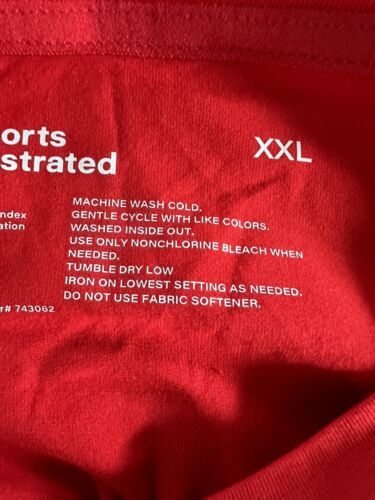 orts
strated
XXL
MACHINE WASH COLD.
GENTLE CYCLE WITH LIKE COLORS.
WASHED INSIDE OUT.
USE ONLY NONCHLORINE BLEACH WHEN
NEEDED.
TUMBLE DRY LOW
IRON ON LOWEST SETTING AS NEEDED.
DO NOT USE FABRIC SOFTENER.
ndex
ation
r# 743062